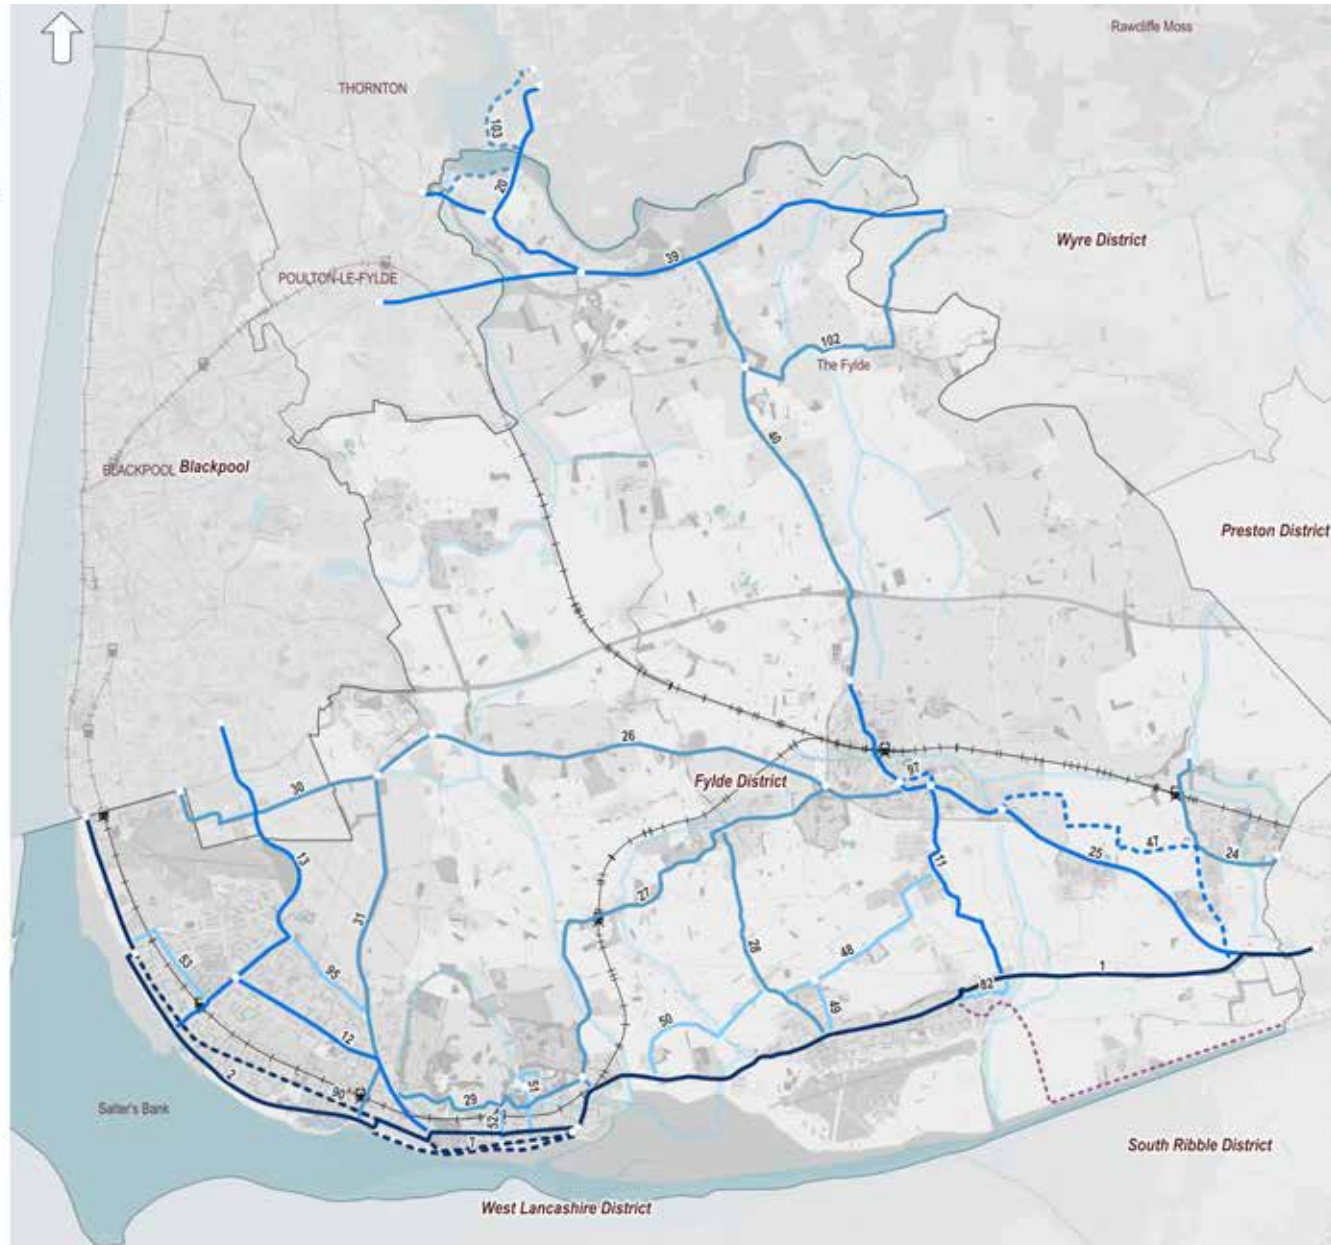 Rawcliffe Moss
THORNTON
103
20
Wyre District
39
POULTON-LE-FYLDE
102
The Fylde
40
BLACKPOOL Blackpool
Preston District
26
97
Fylde District
30
47
25
24
13
11
27
31
28
48
95
53
1
82
49
50
12
2
90
51
29
52
7
Salter's Bank
South Ribble District
West Lancashire District